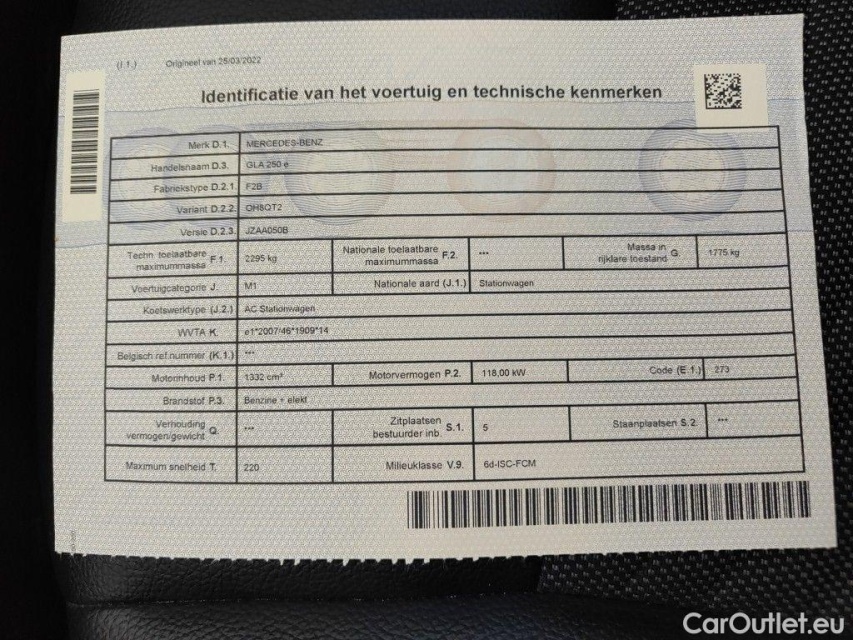 (I.1.) Origineel van 25/03/2022
Identificatie van het voertuig en technische kenmerken
Merk D.1. MERCEDES-BENZ
Handelsnaam D.3. GLA 250 e
Fabriekstype D.2.1. F2B
Variant D.2.2. OH8QT2
Versie D.2.3. JZAA050B
Techn. toelaatbare maximummassa F.1. 2295 kg Nationale toelaatbare maximummassa F.2. *** Massa in rijklare toestand G. 1775 kg
Voertuigcategorie J. M1 Nationale aard (J.1.) Stationwagen
Koetswerktype (J.2.) AC Stationwagen
WVTA K. e1*2007/46*1909*14
Belgisch ref.nummer (K.1.) ***
Motorinhoud P.1. 1332 cm³ Motorvermogen P.2. 118,00 kW Code (E.1.) 273
Brandstof P.3. Benzine + elekt
Verhouding vermogen/gewicht Q. *** Zitplaatsen bestuurder inb. S.1. 5 Staanplaatsen S.2. ***
Maximum snelheid T. 220 Milieuklasse V.9. 6d-ISC-FCM
CarOutlet.eu